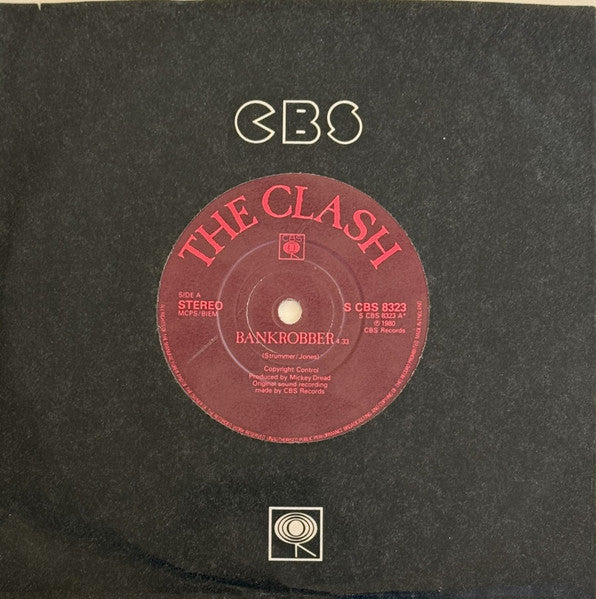 CBS
THE CLASH
CBS
SIDE A
STEREO
MCPS/BIEM
S CBS 8323
S CBS 8323 A*
℗ 1980
CBS Records
BANKROBBER 4.33
(Strummer/Jones)
Copyright Control
Produced by Mickey Dread
Original sound recording
made by CBS Records